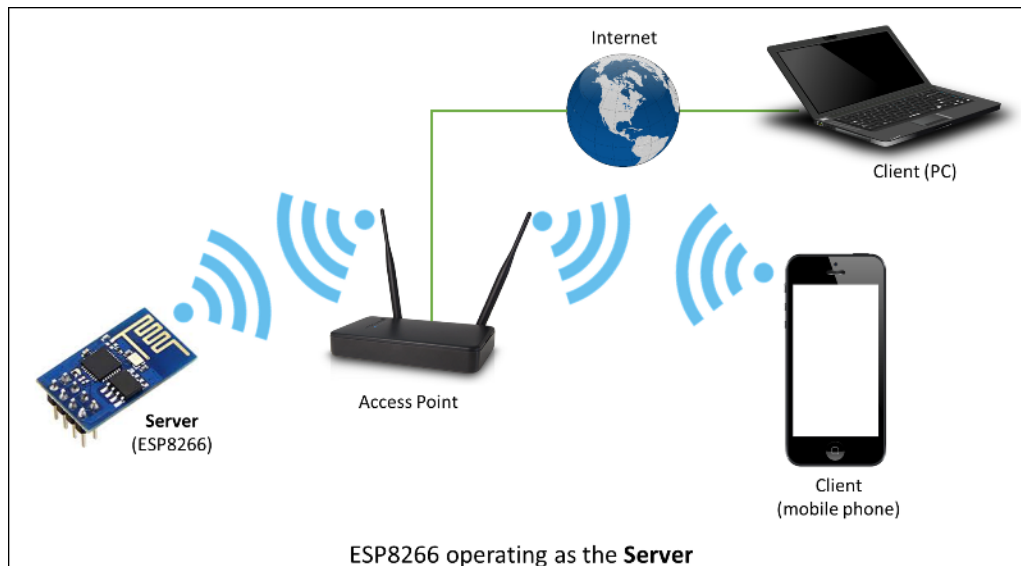 Internet
Client (PC)
Access Point
Server
(ESP8266)
Client
(mobile phone)
ESP8266 operating as the Server